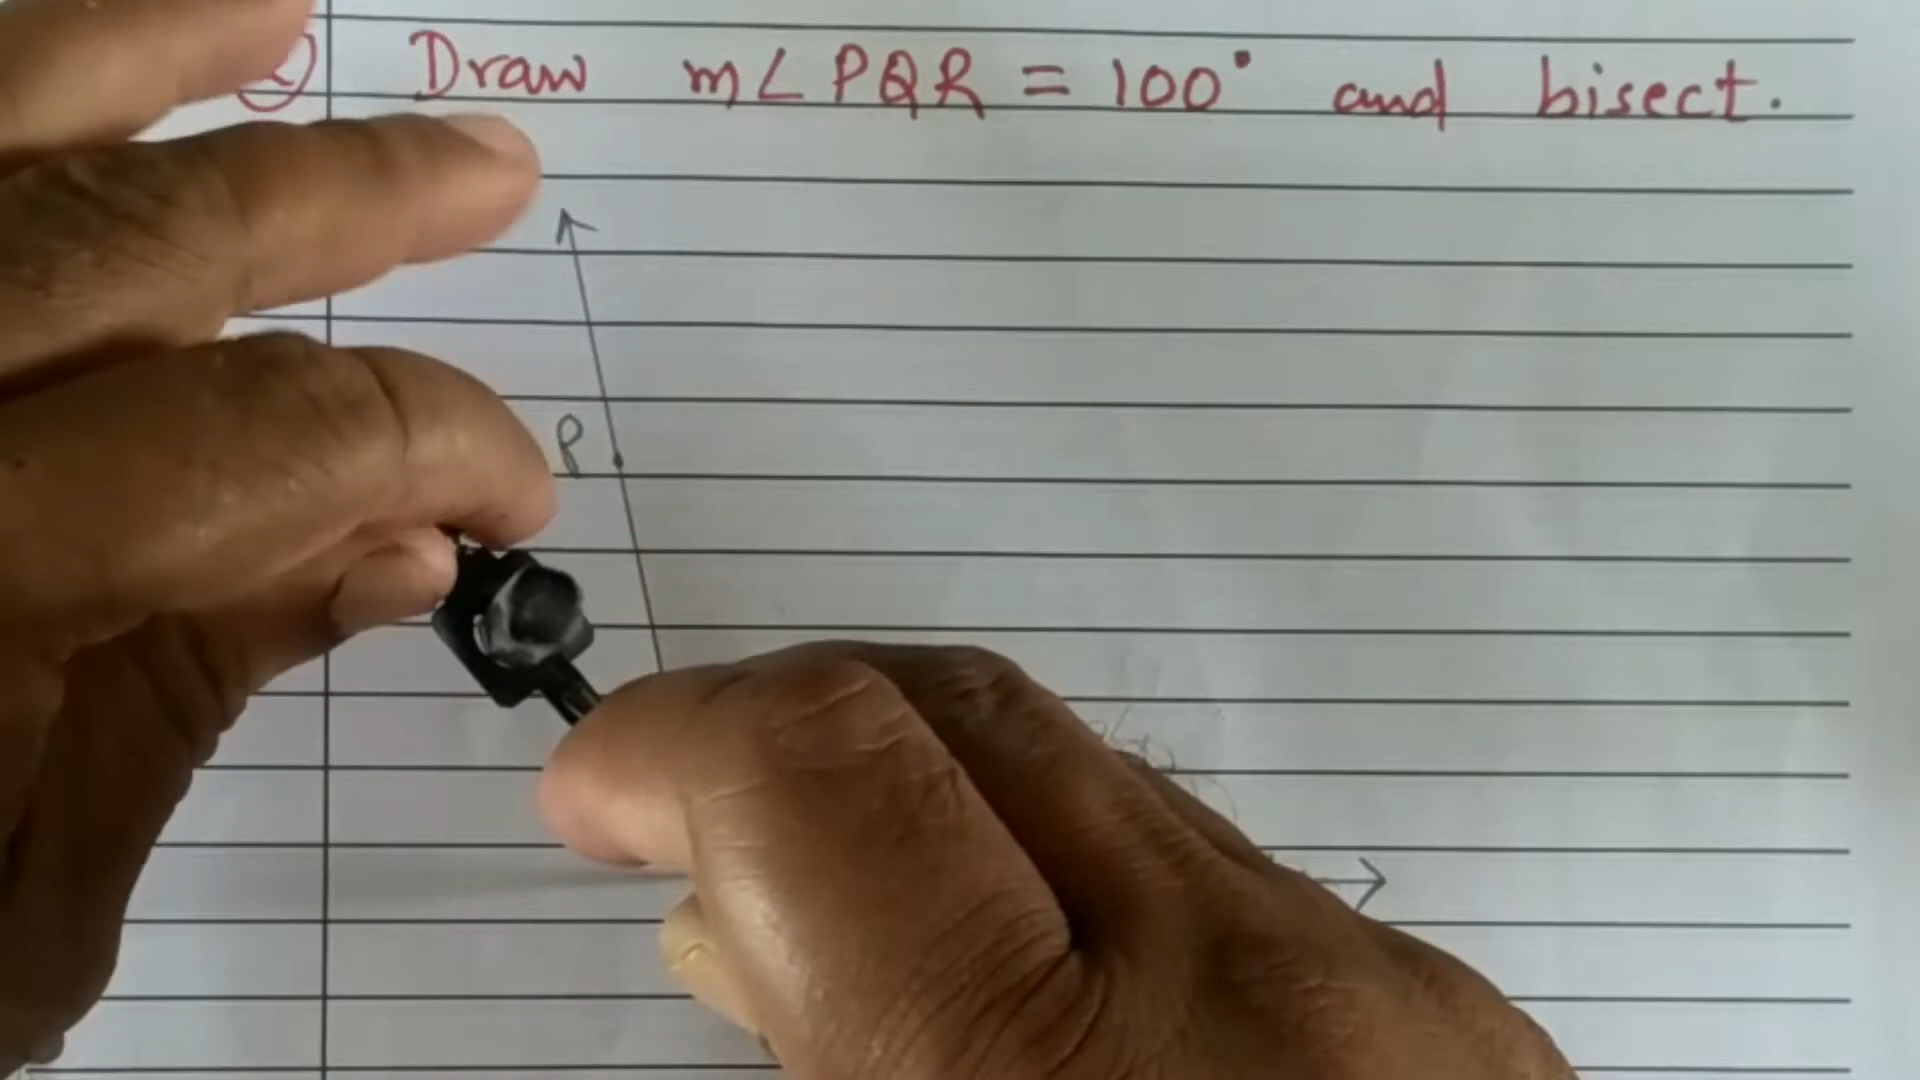 Draw m∠PQR = 100° and bisect.
P